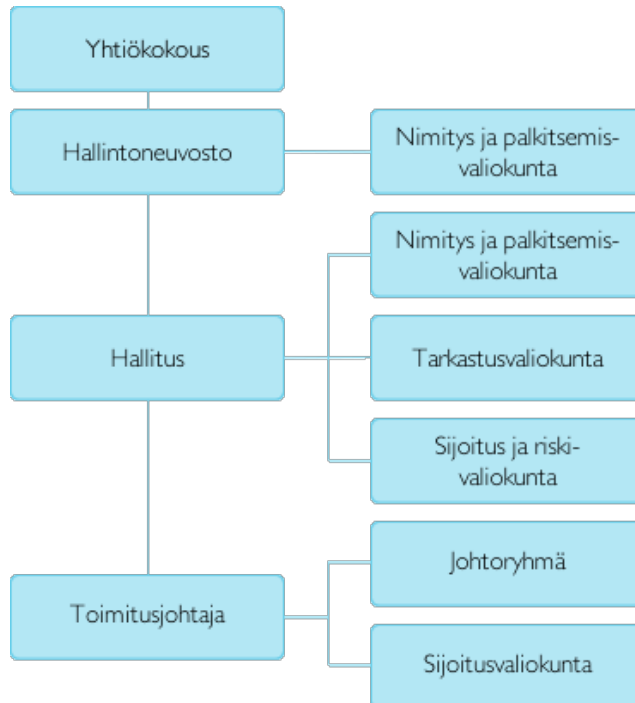 Yhtiökokous
Hallintoneuvosto
Nimitys ja palkitsemis-
valiokunta
Nimitys ja palkitsemis-
valiokunta
Hallitus
Tarkastusvaliokunta
Sijoitus ja riski-
valiokunta
Johtoryhmä
Toimitusjohtaja
Sijoitusvaliokunta